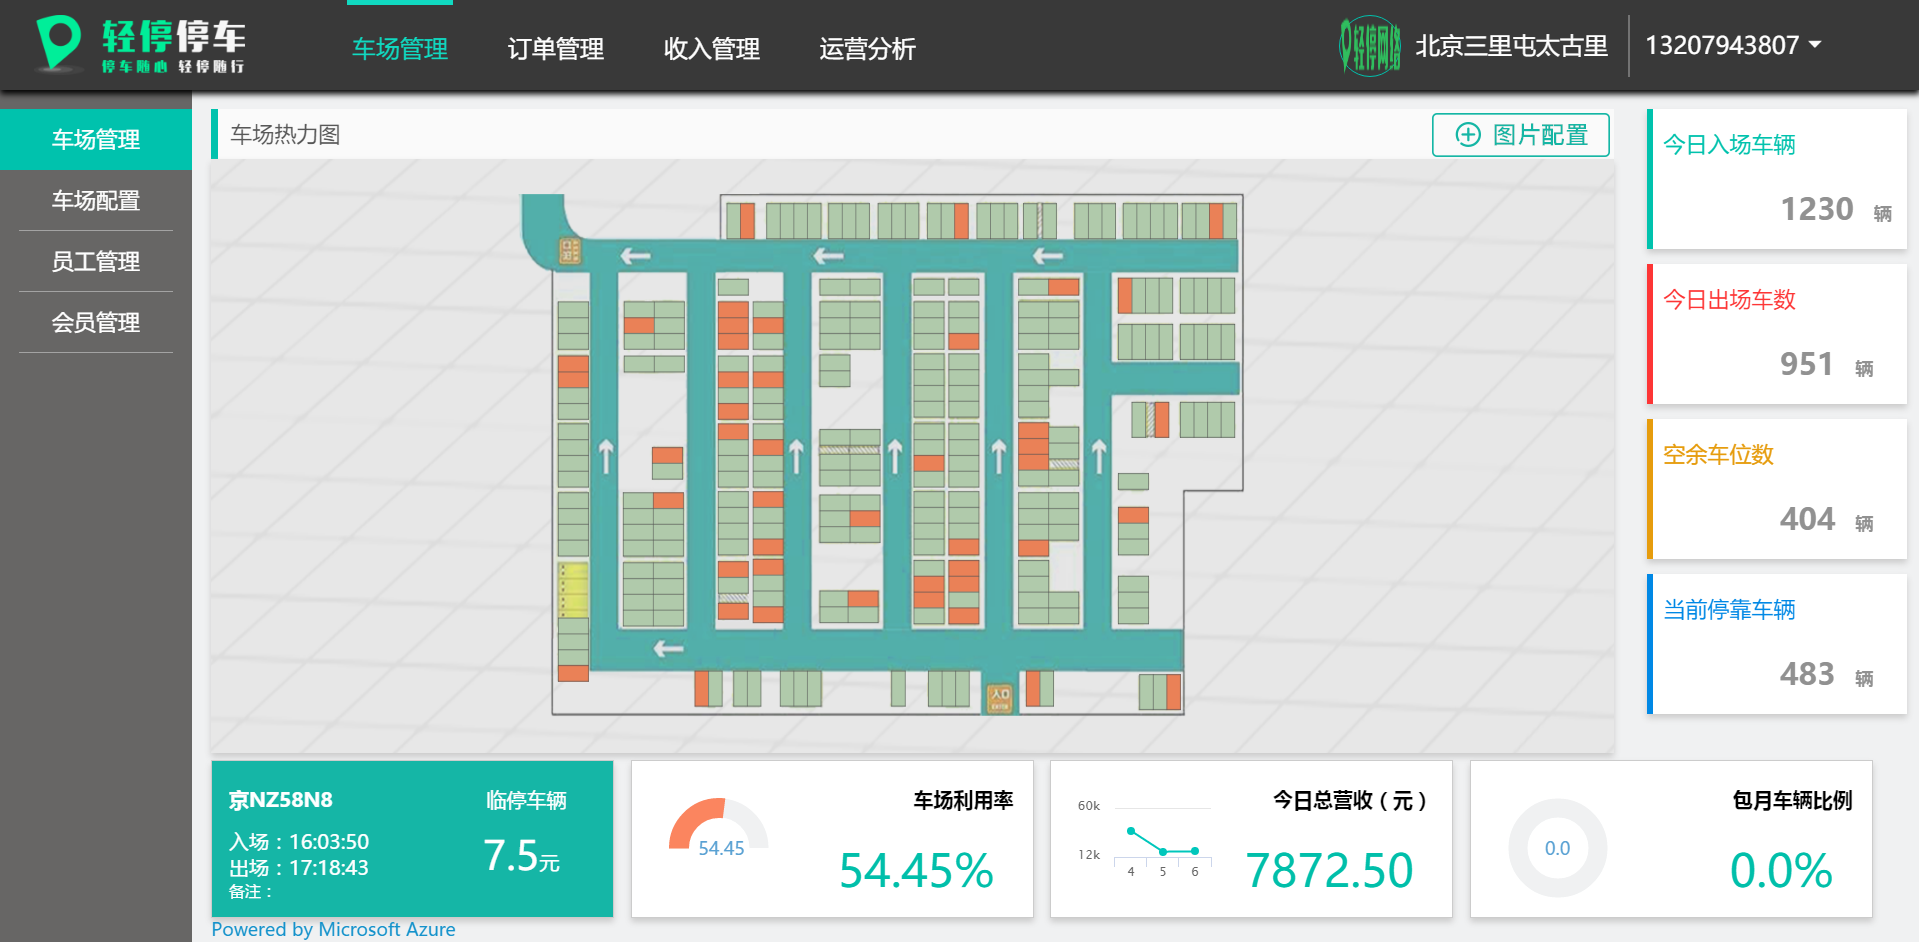 轻停停车
停车随心 轻停随行
车场管理
订单管理
收入管理
运营分析
轻停网络
北京三里屯太古里
13207943807
车场管理
车场配置
员工管理
会员管理
车场热力图
图片配置
入口
今日入场车辆
1230 辆
今日出场车数
951 辆
空余车位数
404 辆
当前停靠车辆
483 辆
京NZ58N8
临停车辆
入场：16:03:50
出场：17:18:43
备注：
7.5元
车场利用率
54.45
54.45%
今日总营收（元）
60k
12k
4 5 6
7872.50
包月车辆比例
0.0
0.0%
Powered by Microsoft Azure